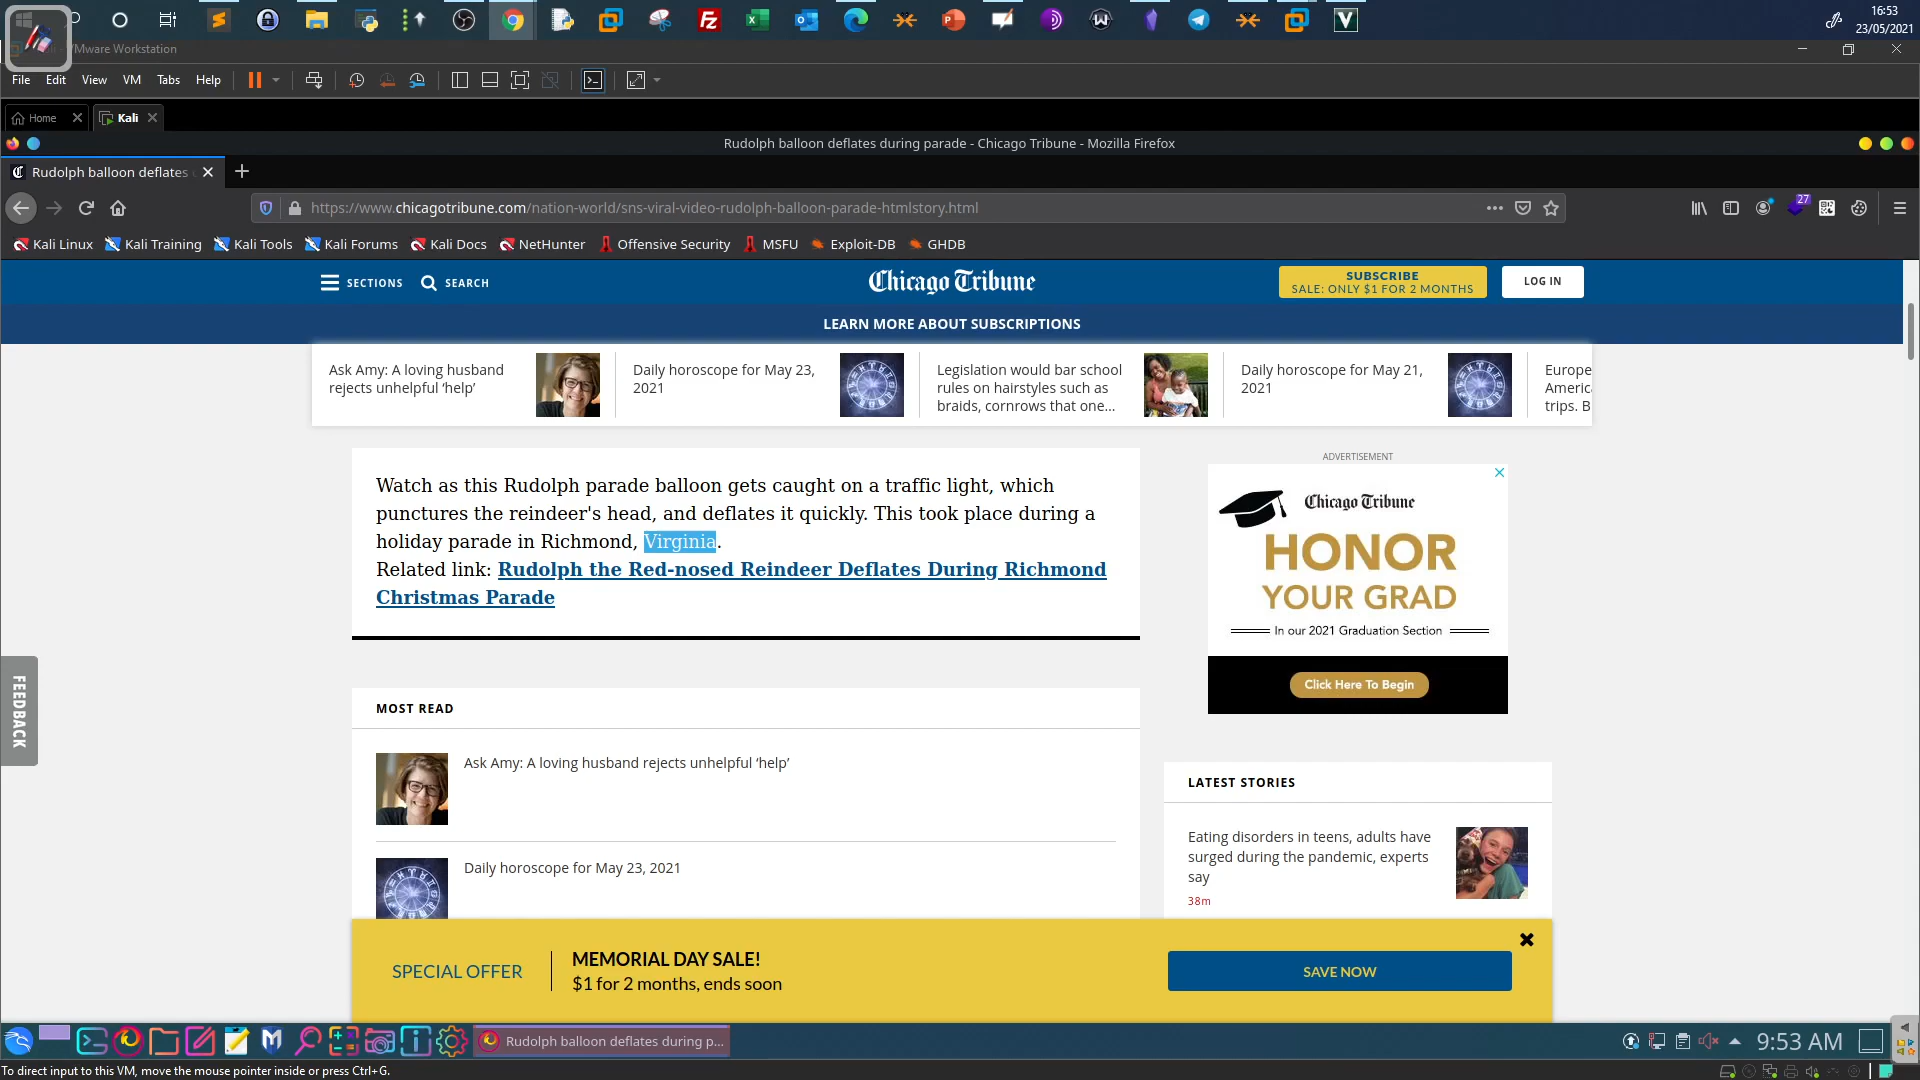 16:53
23/05/2021
VMware Workstation
File Edit View VM Tabs Help
Home Kali
Rudolph balloon deflates during parade - Chicago Tribune - Mozilla Firefox
Rudolph balloon deflates
https://www.chicagotribune.com/nation-world/sns-viral-video-rudolph-balloon-parade-htmlstory.html
27
Kali Linux Kali Training Kali Tools Kali Forums Kali Docs NetHunter Offensive Security MSFU Exploit-DB GHDB
SECTIONS SEARCH
Chicago Tribune
SUBSCRIBE
SALE: ONLY $1 FOR 2 MONTHS
LOG IN
LEARN MORE ABOUT SUBSCRIPTIONS
Ask Amy: A loving husband
rejects unhelpful ‘help’
Daily horoscope for May 23,
2021
Legislation would bar school
rules on hairstyles such as
braids, cornrows that one...
Daily horoscope for May 21,
2021
Europe
America
trips. B
Watch as this Rudolph parade balloon gets caught on a traffic light, which
punctures the reindeer's head, and deflates it quickly. This took place during a
holiday parade in Richmond, Virginia.
Related link: Rudolph the Red-nosed Reindeer Deflates During Richmond
Christmas Parade
ADVERTISEMENT
Chicago Tribune
HONOR
YOUR GRAD
In our 2021 Graduation Section
Click Here To Begin
FEEDBACK
MOST READ
Ask Amy: A loving husband rejects unhelpful ‘help’
Daily horoscope for May 23, 2021
LATEST STORIES
Eating disorders in teens, adults have
surged during the pandemic, experts
say
38m
SPECIAL OFFER
MEMORIAL DAY SALE!
$1 for 2 months, ends soon
SAVE NOW
Rudolph balloon deflates during p...
9:53 AM
To direct input to this VM, move the mouse pointer inside or press Ctrl+G.